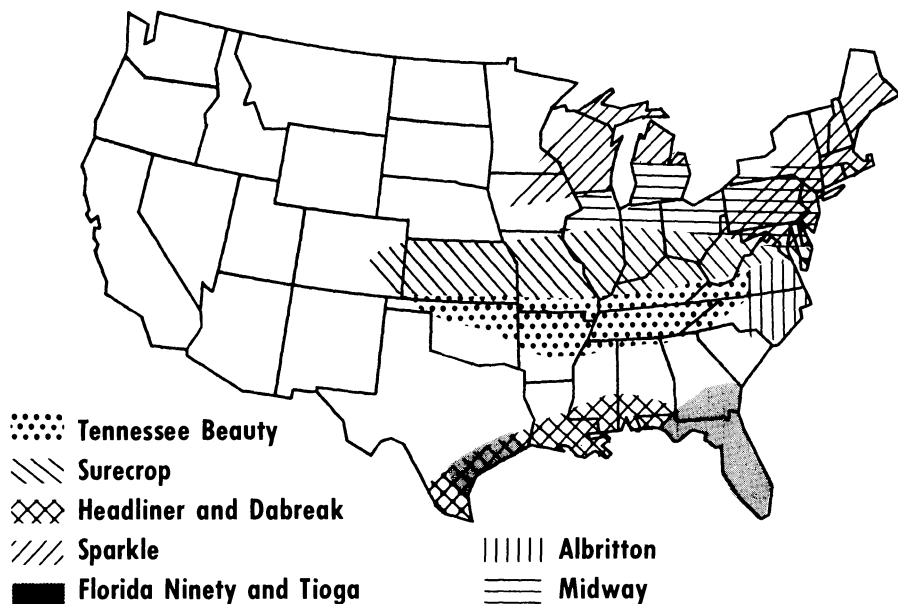 Tennessee Beauty
Surecrop
Headliner and Dabreak
Sparkle
Florida Ninety and Tioga
Albritton
Midway